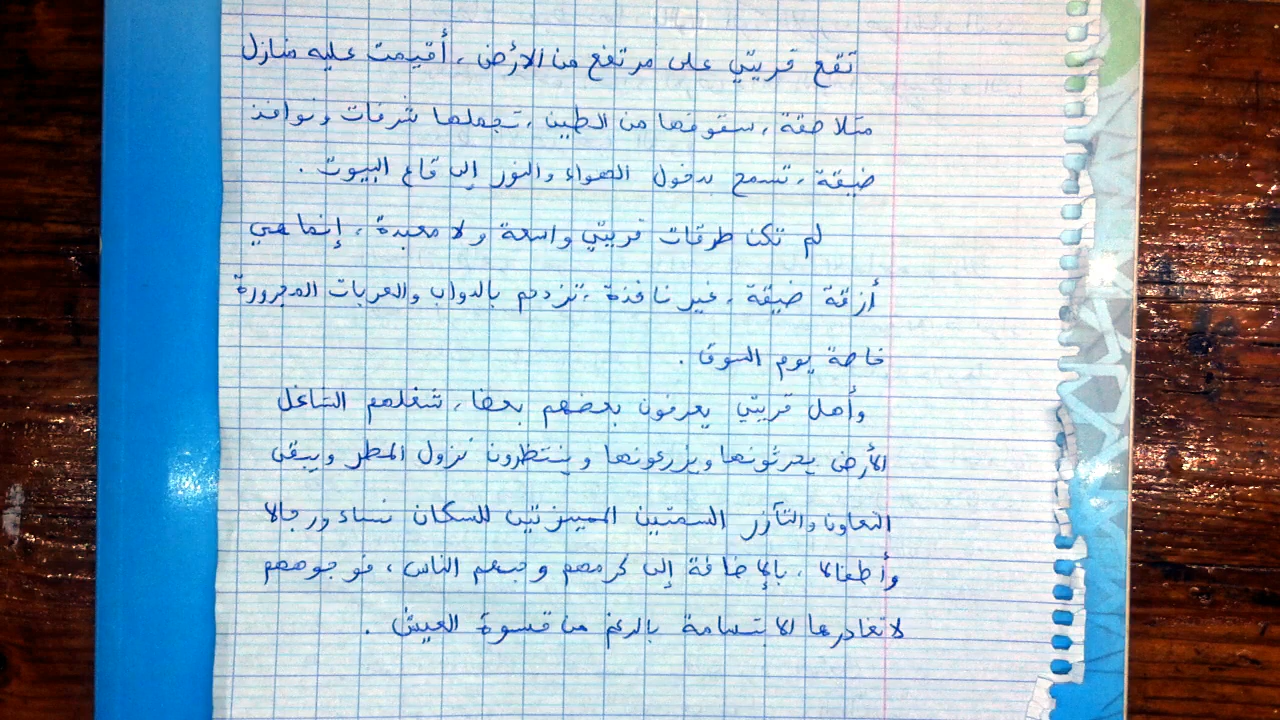 تقع قريتي على مرتفع من الأرض، أقيمت عليه منازل
متلاصقة، سقوفها من الطين، تجملها شرفات ونوافذ
ضيقة، تسمح بدخول الهواء والنور إلى قاع البيوت.
لم تكن طرقات قريتي واسعة ولا معبدة، إنما هي
أزقة ضيقة، غير نافذة، تزدحم بالدواب والعربات المجرورة
خاصة يوم السوق.
وأهل قريتي يعرفون بعضهم بعضا، شغلهم الشاغل
الأرض يحرثونها ويزرعونها وينتظرون نزول المطر ويبقى
التعاون والتآزر السمتين المميزتين للسكان نساء ورجالا
وأطفالا، بالإضافة إلى كرمهم وحبهم الناس، فوجوههم
لا تغادرها الابتسامة بالرغم من قسوة العيش.